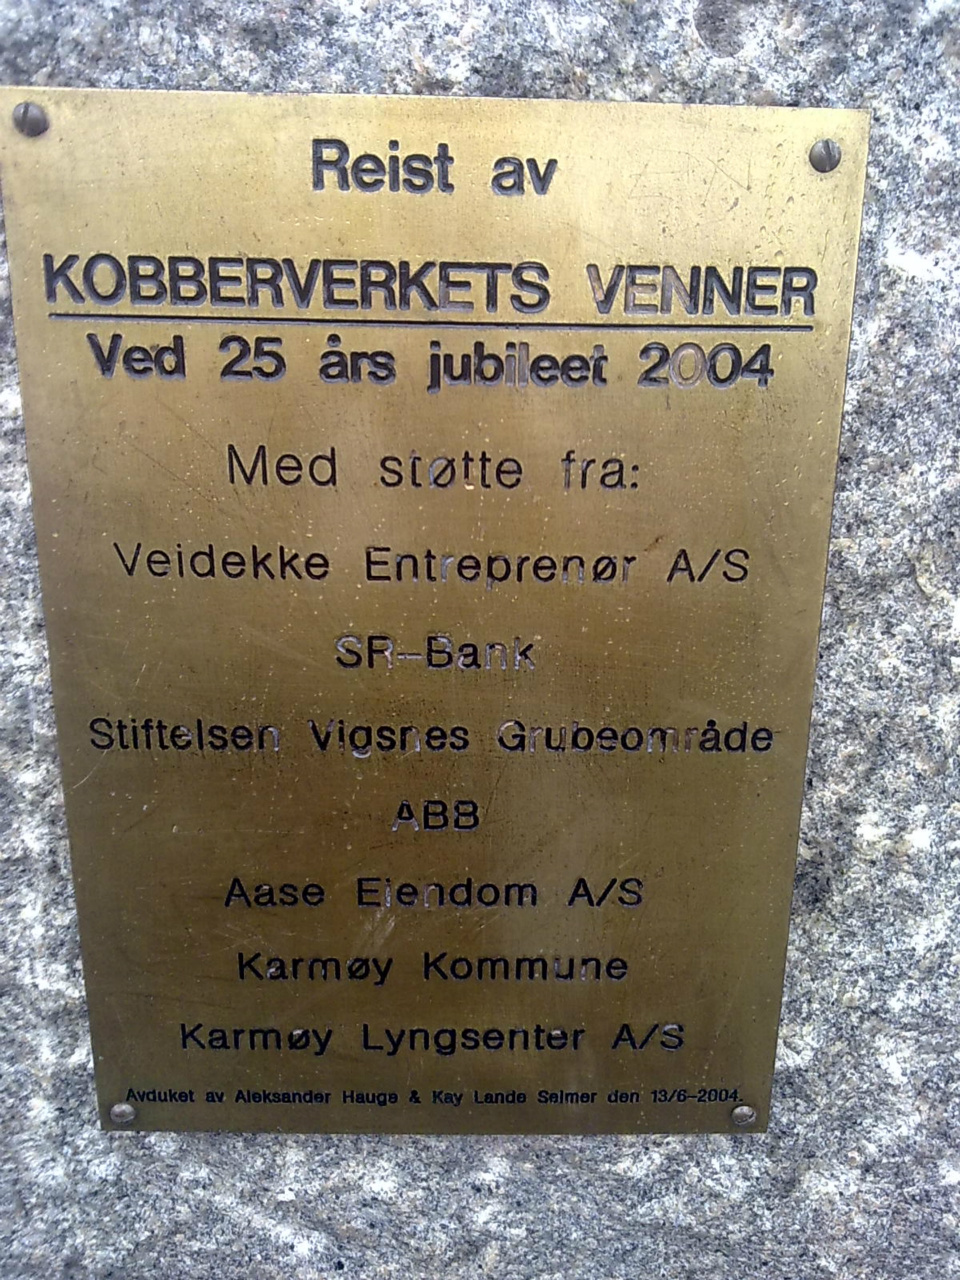 Reist av
KOBBERVERKETS VENNER
Ved 25 års jubileet 2004
Med støtte fra:
Veidekke Entreprenør A/S
SR-Bank
Stiftelsen Vigsnes Grubeområde
ABB
Aase Eiendom A/S
Karmøy Kommune
Karmøy Lyngsenter A/S
Avduket av Aleksander Hauge & Kay Lande Selmer den 13/6-2004.